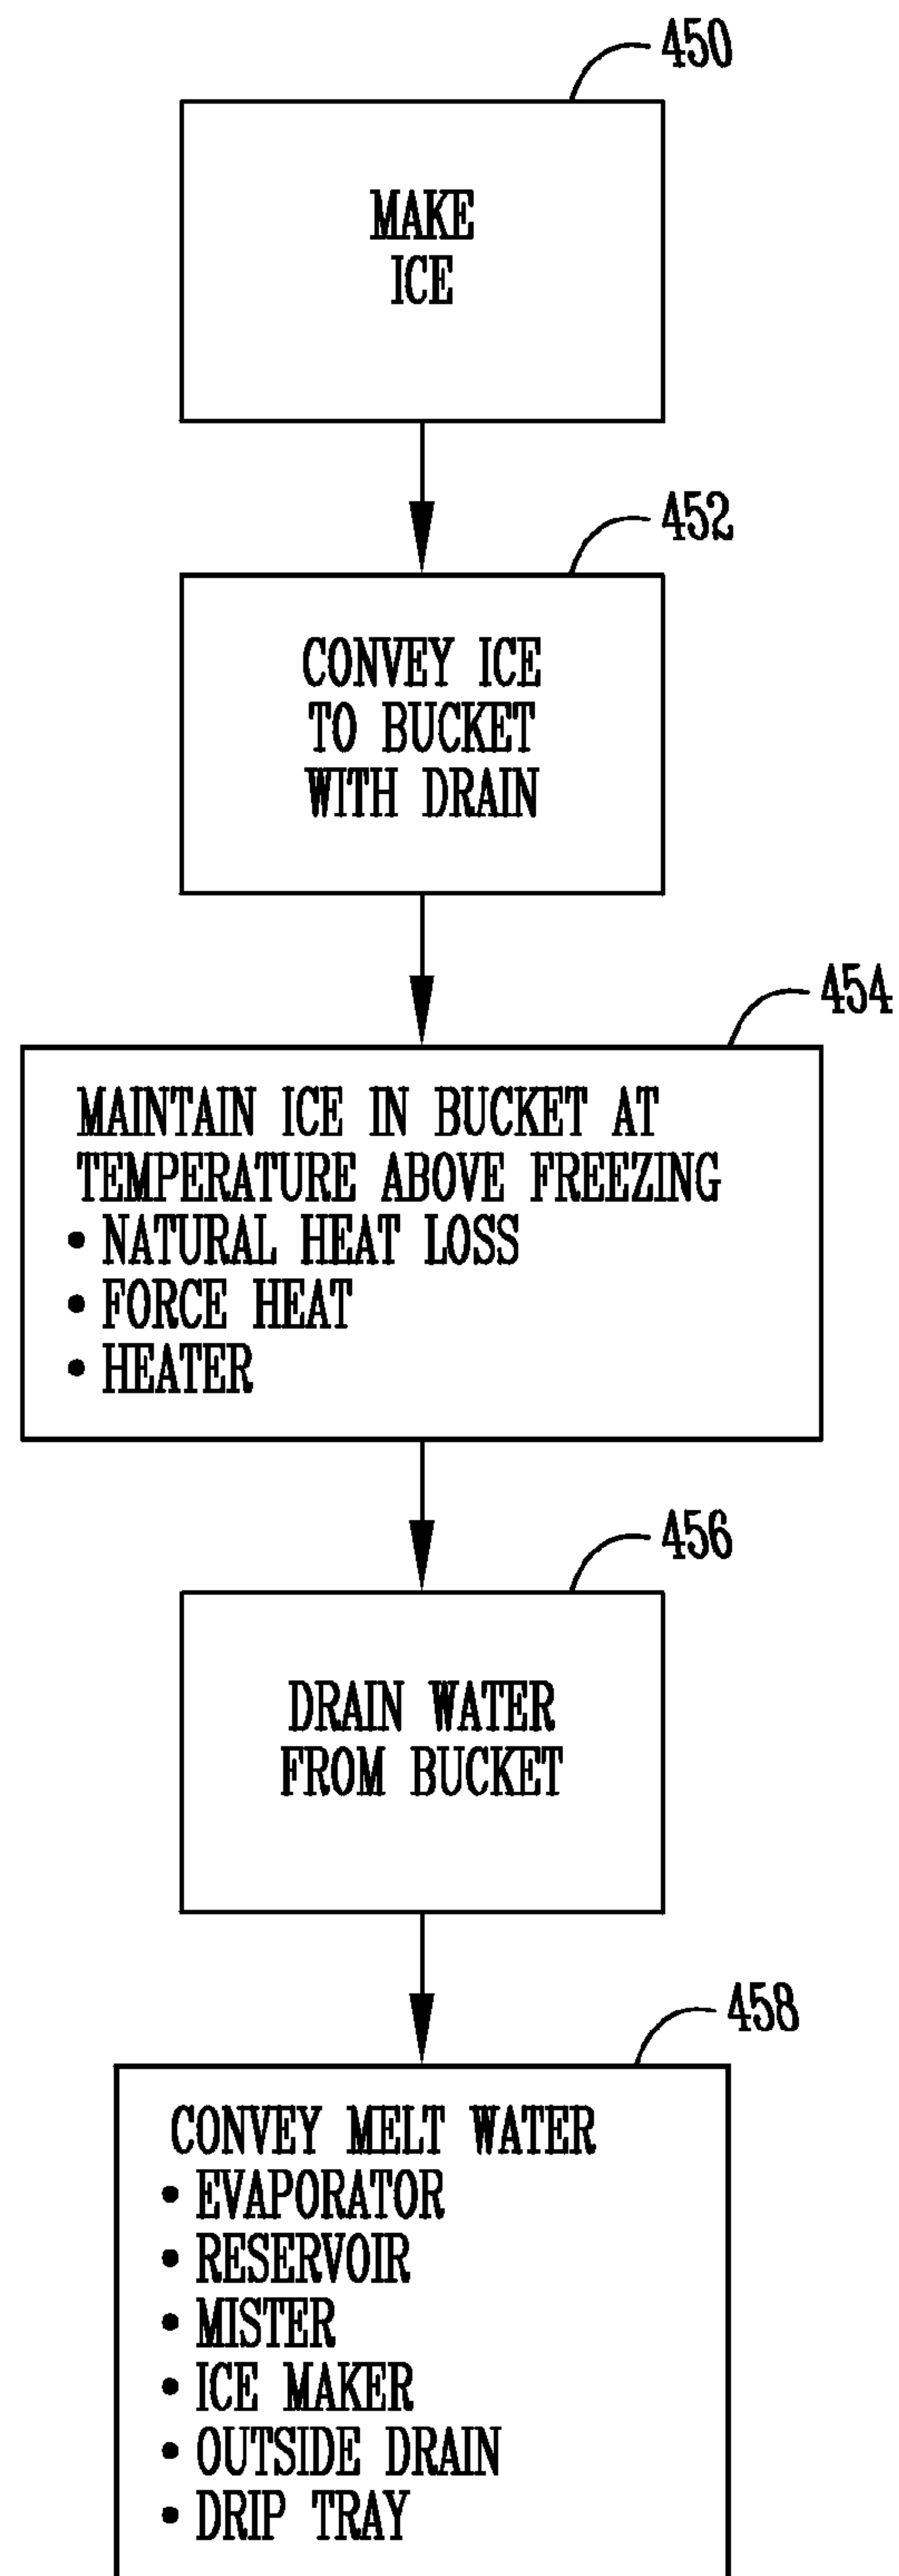 450
MAKE
ICE
452
CONVEY ICE
TO BUCKET
WITH DRAIN
454
MAINTAIN ICE IN BUCKET AT
TEMPERATURE ABOVE FREEZING
• NATURAL HEAT LOSS
• FORCE HEAT
• HEATER
456
DRAIN WATER
FROM BUCKET
458
CONVEY MELT WATER
• EVAPORATOR
• RESERVOIR
• MISTER
• ICE MAKER
• OUTSIDE DRAIN
• DRIP TRAY